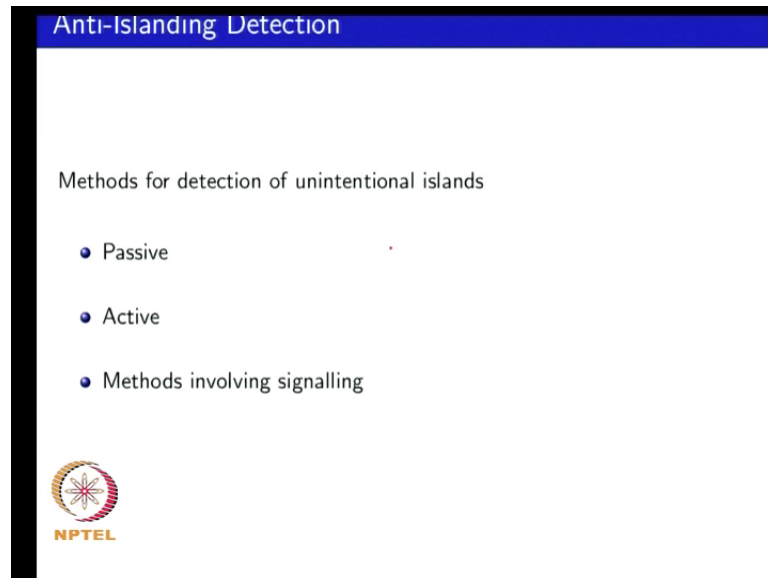 Anti-Islanding Detection
Methods for detection of unintentional islands
Passive
Active
Methods involving signalling
NPTEL